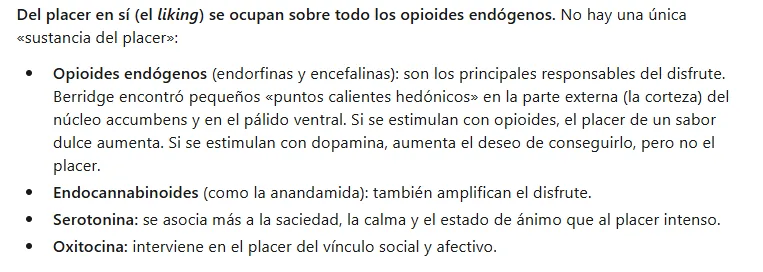 Del placer en sí (el liking) se ocupan sobre todo los opioides endógenos. No hay una única
«sustancia del placer»:
• Opioides endógenos (endorfinas y encefalinas): son los principales responsables del disfrute.
Berridge encontró pequeños «puntos calientes hedónicos» en la parte externa (la corteza) del
núcleo accumbens y en el pálido ventral. Si se estimulan con opioides, el placer de un sabor
dulce aumenta. Si se estimulan con dopamina, aumenta el deseo de conseguirlo, pero no el
placer.
• Endocannabinoides (como la anandamida): también amplifican el disfrute.
• Serotonina: se asocia más a la saciedad, la calma y el estado de ánimo que al placer intenso.
• Oxitocina: interviene en el placer del vínculo social y afectivo.